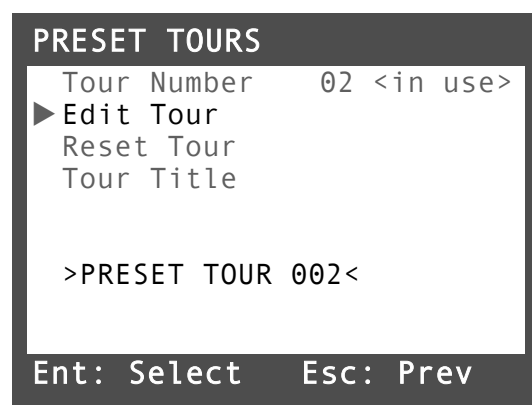 PRESET TOURS
Tour Number 02 <in use>
Edit Tour
Reset Tour
Tour Title
>PRESET TOUR 002<
Ent: Select Esc: Prev